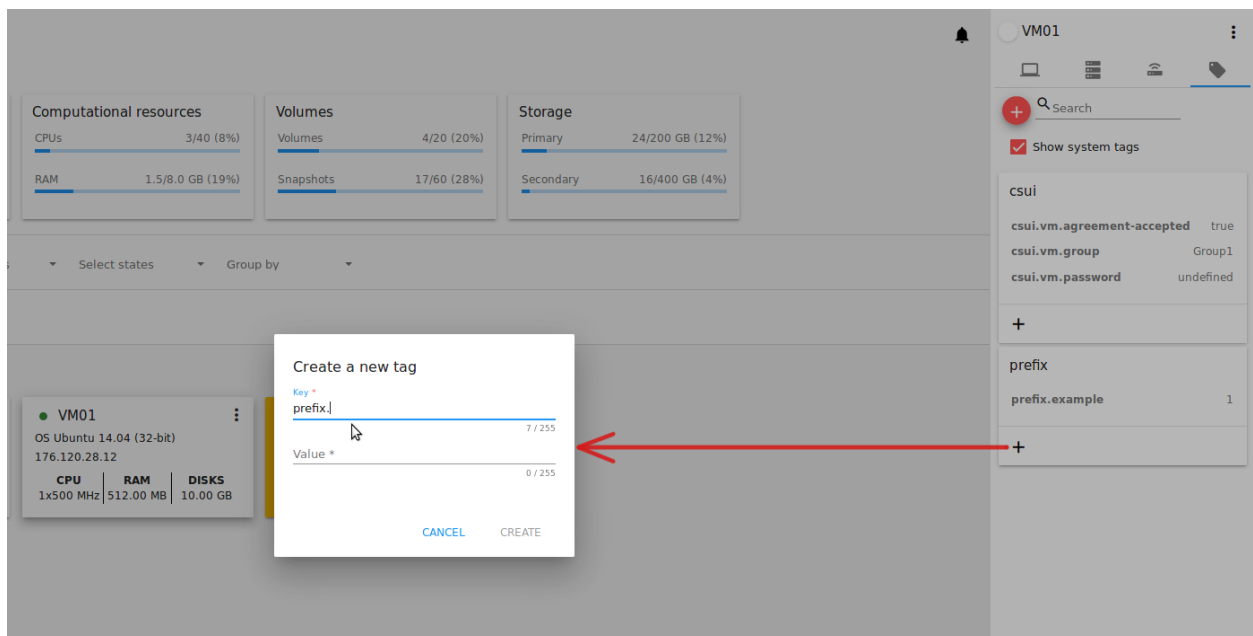 VM01
Computational resources
CPUs 3/40 (8%)
RAM 1.5/8.0 GB (19%)
Volumes
Volumes 4/20 (20%)
Snapshots 17/60 (28%)
Storage
Primary 24/200 GB (12%)
Secondary 16/400 GB (4%)
Select states
Group by
VM01
OS Ubuntu 14.04 (32-bit)
176.120.28.12
CPU RAM DISKS
1x500 MHz 512.00 MB 10.00 GB
Create a new tag
Key *
prefix.
7 / 255
Value *
0 / 255
CANCEL CREATE
Search
Show system tags
csui
csui.vm.agreement-accepted true
csui.vm.group Group1
csui.vm.password undefined
+
prefix
prefix.example 1
+